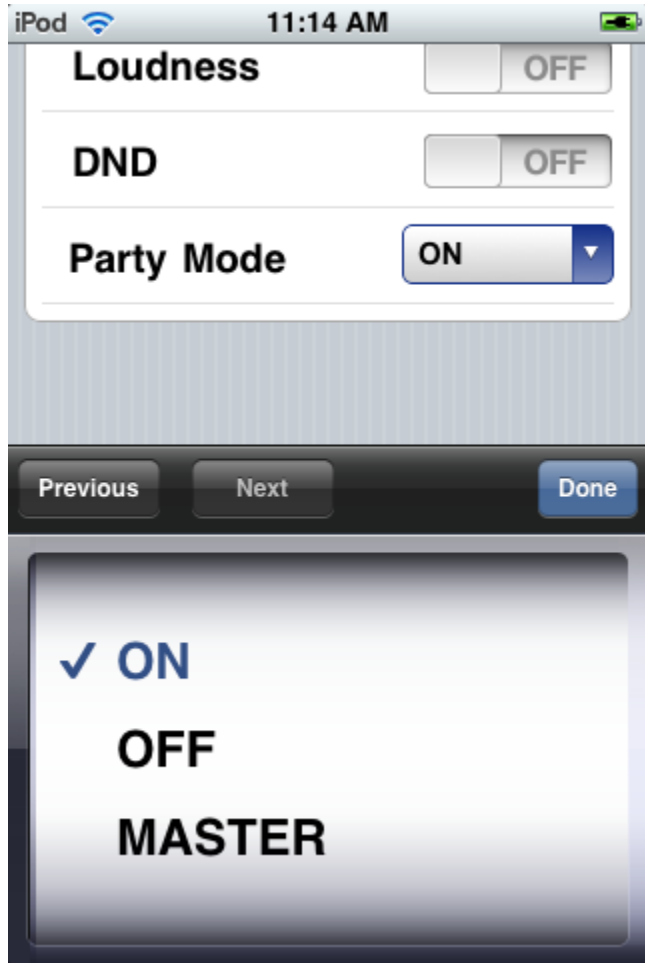 iPod 11:14 AM
Loudness OFF
DND OFF
Party Mode ON
Previous Next Done
✓ ON
OFF
MASTER